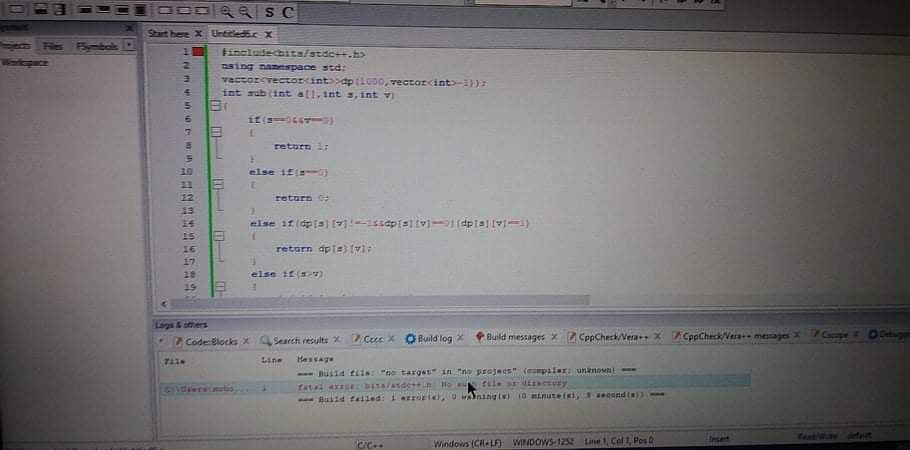 S C
Start here X Untitled6.c X
Projects Files FSymbols
Workspace
1 #include<bits/stdc++.h>
2 using namespace std;
3 vector<vector<int>>dp(1000,vector<int>-1));
4 int sub(int a[],int s,int v)
5 {
6 if(s==0&&v==0)
7 {
8 return 1;
9 }
10 else if(s==0)
11 {
12 return 0;
13 }
14 else if(dp[s][v]!=-1&&dp[s][v]==0||dp[s][v]==1)
15 {
16 return dp[s][v];
17 }
18 else if(s>v)
19 {
Logs & others
Code::Blocks X Search results X Cccc X Build log X Build messages X CppCheck/Vera++ X CppCheck/Vera++ messages X Cscope X Debugger
File Line Message
=== Build file: "no target" in "no project" (compiler: unknown) ===
C:\Users 1 fatal error: bits/stdc++.h: No such file or directory
=== Build failed: 1 error(s), 0 warning(s) (0 minute(s), 8 second(s)) ===
C/C++ Windows (CR+LF) WINDOWS-1252 Line 1, Col 1, Pos 0 Insert Read/Write default